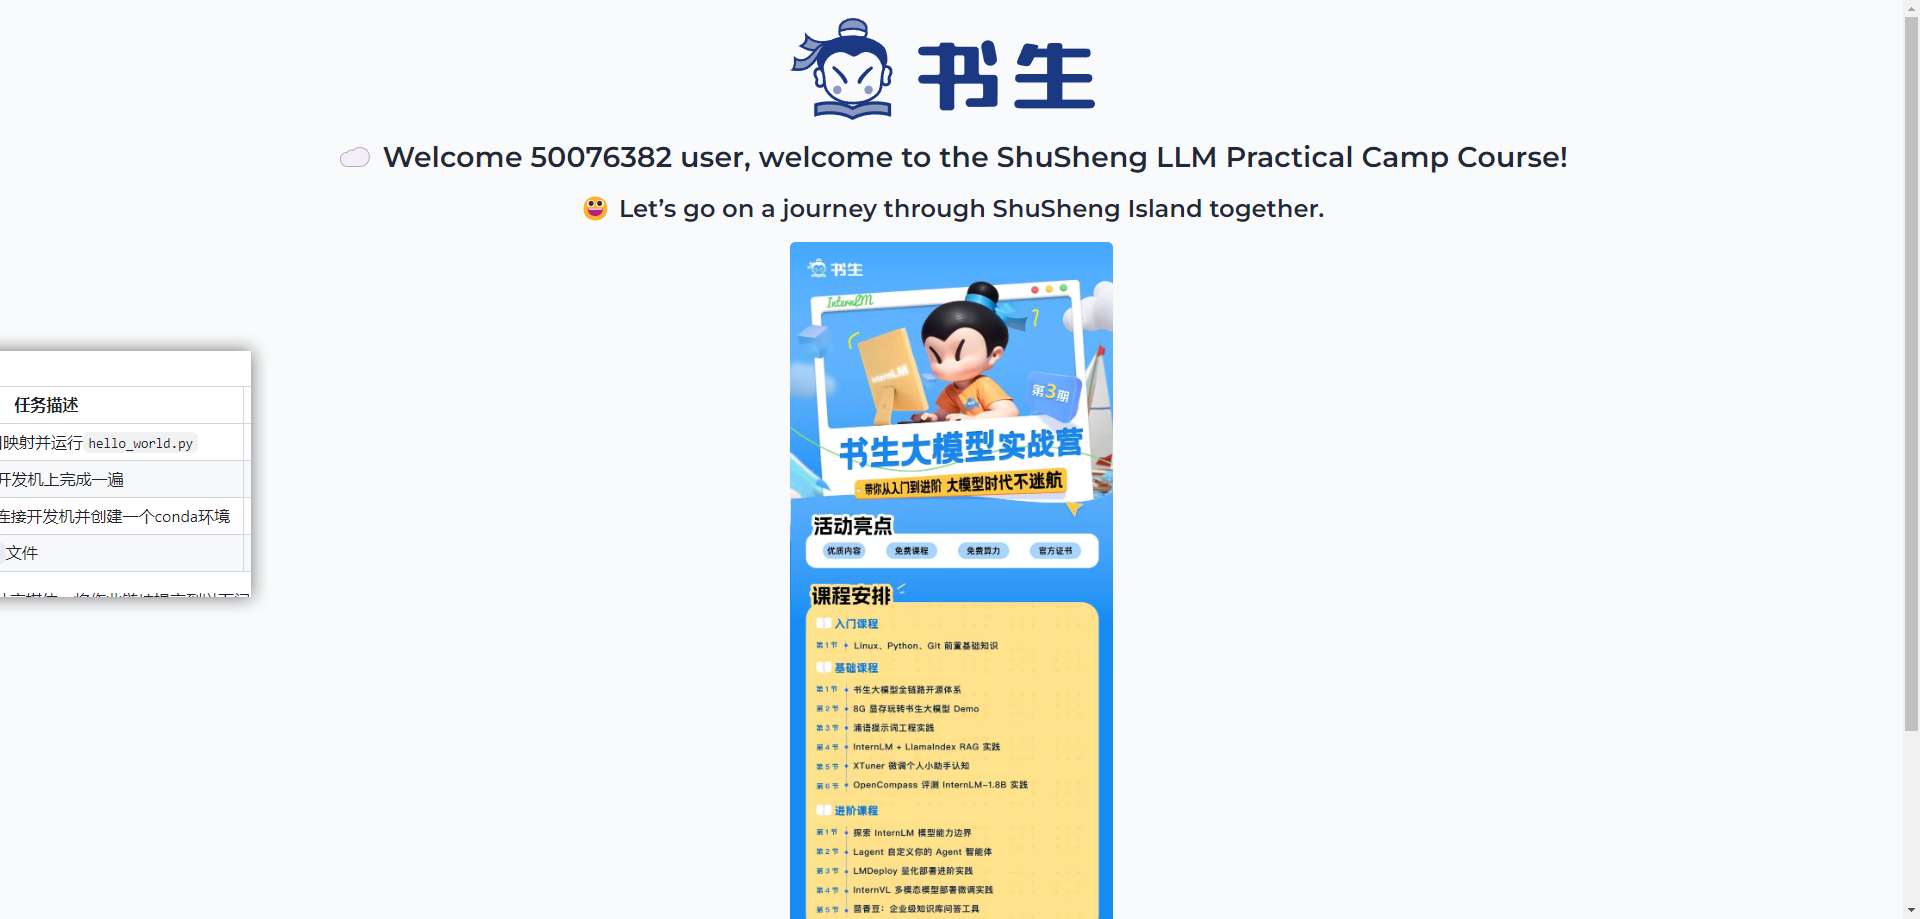 书生
Welcome 50076382 user, welcome to the ShuSheng LLM Practical Camp Course!
Let’s go on a journey through ShuSheng Island together.
书生
InternLM
InternLM
第3期
书生大模型实战营
带你从入门到进阶 大模型时代不迷航
活动亮点
优质内容 免费课程 免费算力 官方证书
课程安排
入门课程
第1节 Linux、Python、Git 前置基础知识
基础课程
第1节 书生大模型全链路开源体系
第2节 8G 显存玩转书生大模型 Demo
第3节 浦语提示词工程实践
第4节 InternLM + LlamaIndex RAG 实践
第5节 XTuner 微调个人小助手认知
第6节 OpenCompass 评测 InternLM-1.8B 实践
进阶课程
第1节 探索 InternLM 模型能力边界
第2节 Lagent 自定义你的 Agent 智能体
第3节 LMDeploy 量化部署进阶实践
第4节 InternVL 多模态模型部署微调实践
第5节 茴香豆：企业级知识库问答工具
任务描述
映射并运行 hello_world.py
开发机上完成一遍
连接开发机并创建一个conda环境
文件